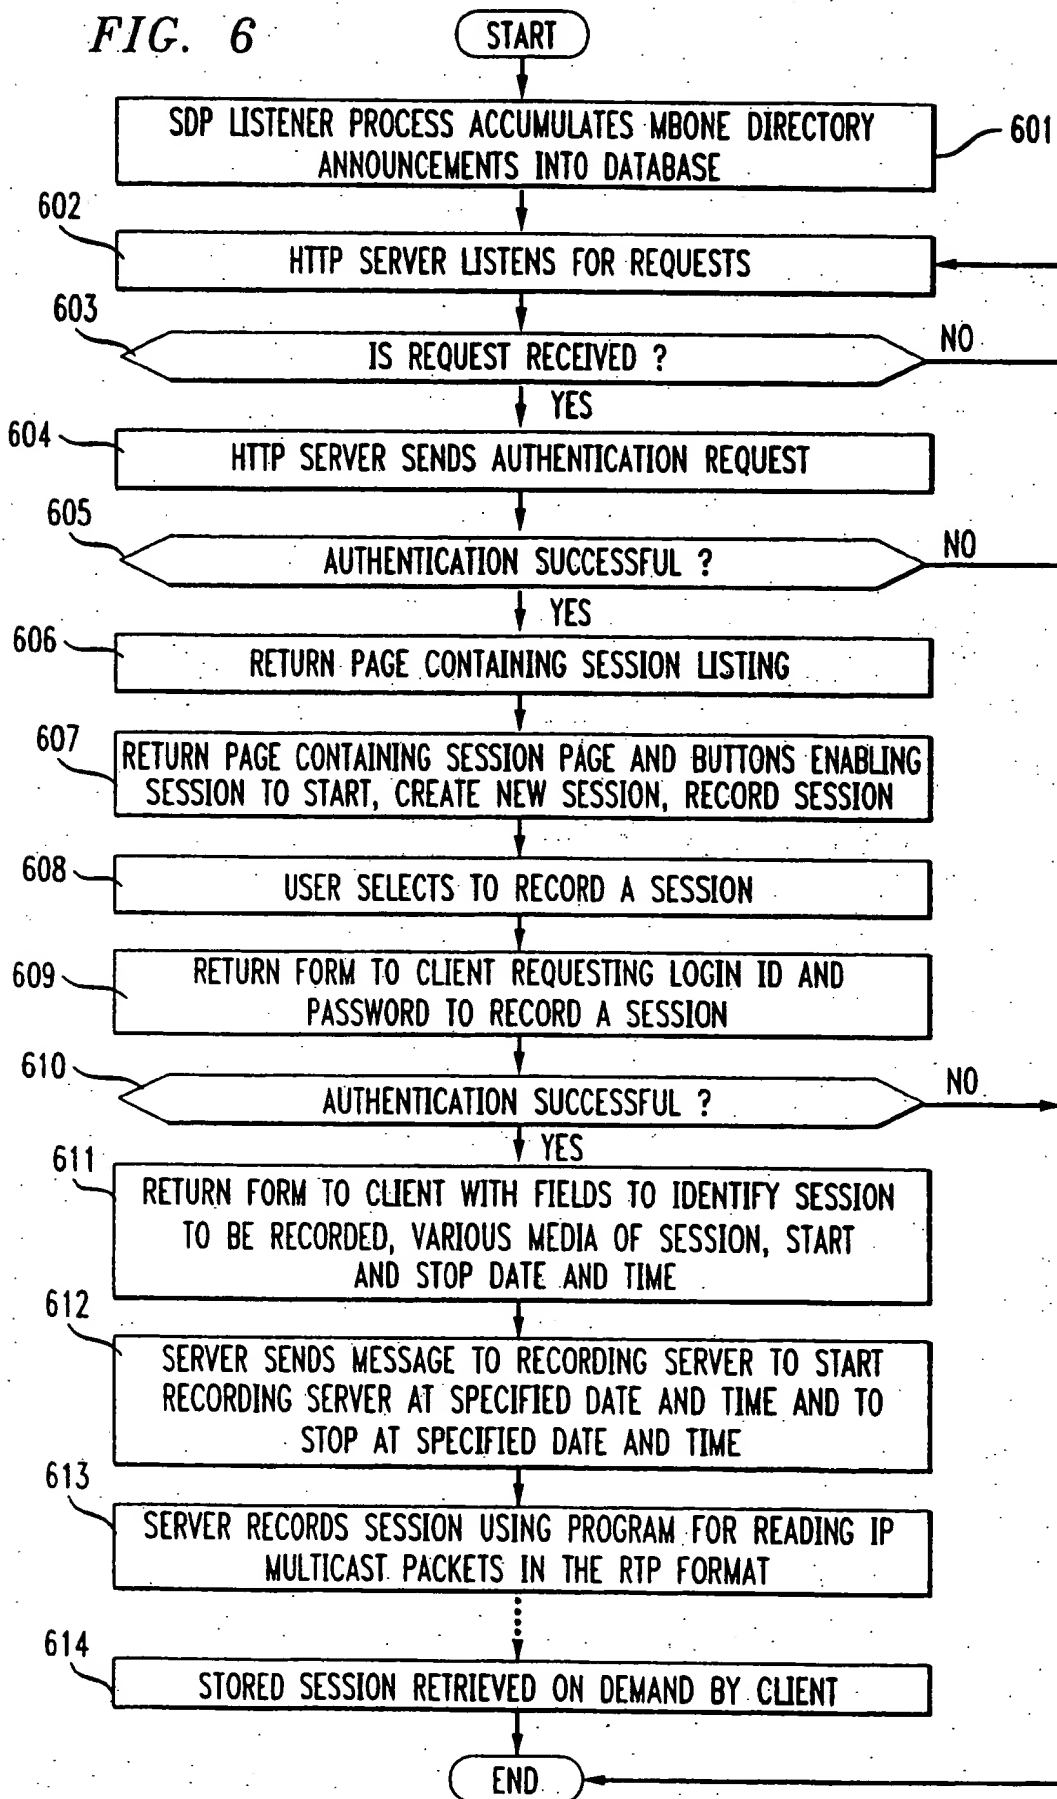 FIG. 6
START
SDP LISTENER PROCESS ACCUMULATES MBONE DIRECTORY
ANNOUNCEMENTS INTO DATABASE
601
602
HTTP SERVER LISTENS FOR REQUESTS
603
IS REQUEST RECEIVED ?
NO
YES
604
HTTP SERVER SENDS AUTHENTICATION REQUEST
605
AUTHENTICATION SUCCESSFUL ?
NO
YES
606
RETURN PAGE CONTAINING SESSION LISTING
607
RETURN PAGE CONTAINING SESSION PAGE AND BUTTONS ENABLING
SESSION TO START, CREATE NEW SESSION, RECORD SESSION
608
USER SELECTS TO RECORD A SESSION
609
RETURN FORM TO CLIENT REQUESTING LOGIN ID AND
PASSWORD TO RECORD A SESSION
610
AUTHENTICATION SUCCESSFUL ?
NO
YES
611
RETURN FORM TO CLIENT WITH FIELDS TO IDENTIFY SESSION
TO BE RECORDED, VARIOUS MEDIA OF SESSION, START
AND STOP DATE AND TIME
612
SERVER SENDS MESSAGE TO RECORDING SERVER TO START
RECORDING SERVER AT SPECIFIED DATE AND TIME AND TO
STOP AT SPECIFIED DATE AND TIME
613
SERVER RECORDS SESSION USING PROGRAM FOR READING IP
MULTICAST PACKETS IN THE RTP FORMAT
614
STORED SESSION RETRIEVED ON DEMAND BY CLIENT
END